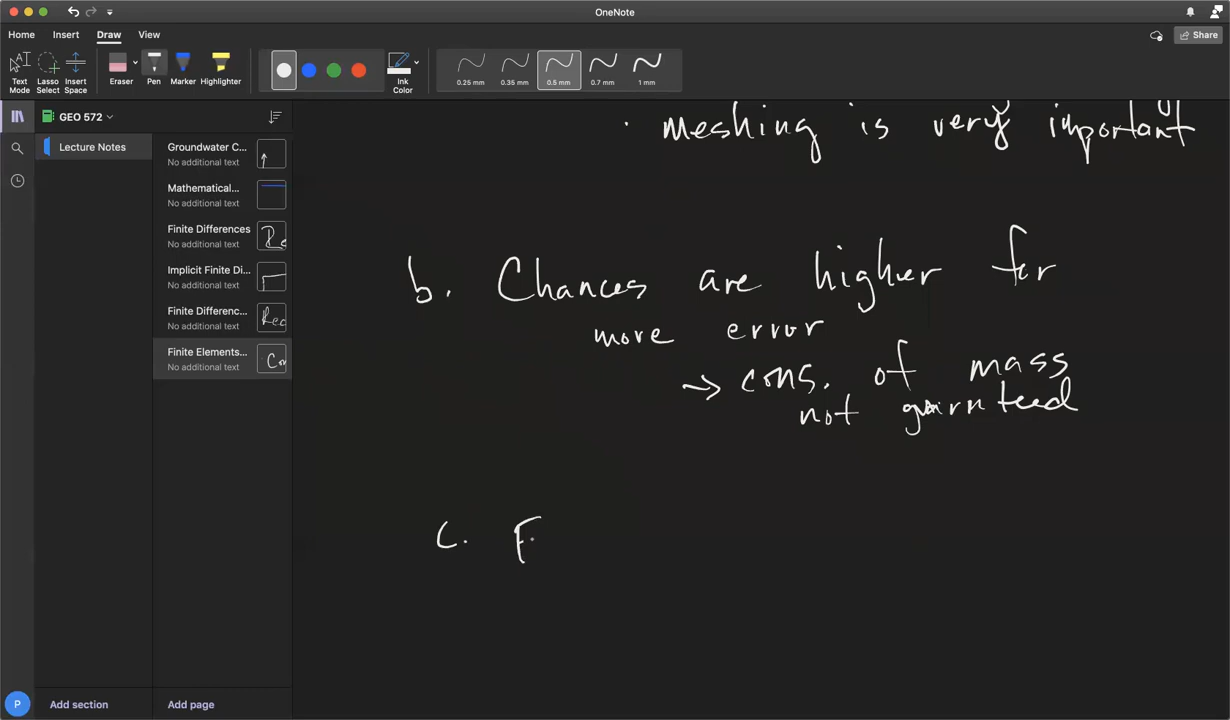 OneNote
Home Insert Draw View
Share
Text Mode
Lasso Select
Insert Space
Eraser
Pen
Marker
Highlighter
0.25 mm
0.35 mm
0.5 mm
0.7 mm
1 mm
Ink Color
GEO 572
Lecture Notes
Groundwater C...
No additional text
Mathematical...
No additional text
Finite Differences
No additional text
Implicit Finite Di...
No additional text
Finite Differenc...
No additional text
Finite Elements...
No additional text
· meshing is very important
b. Chances are higher for
more error
→ cons. of mass
not guarnteed
C. F
P
Add section
Add page